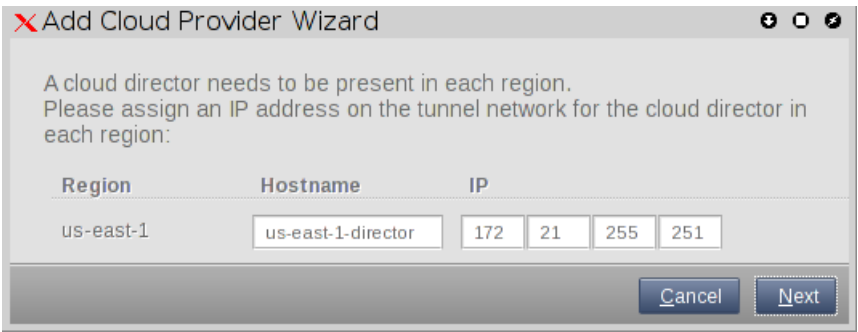 Add Cloud Provider Wizard
A cloud director needs to be present in each region.
Please assign an IP address on the tunnel network for the cloud director in
each region:
Region Hostname IP
us-east-1 us-east-1-director 172 21 255 251
Cancel Next